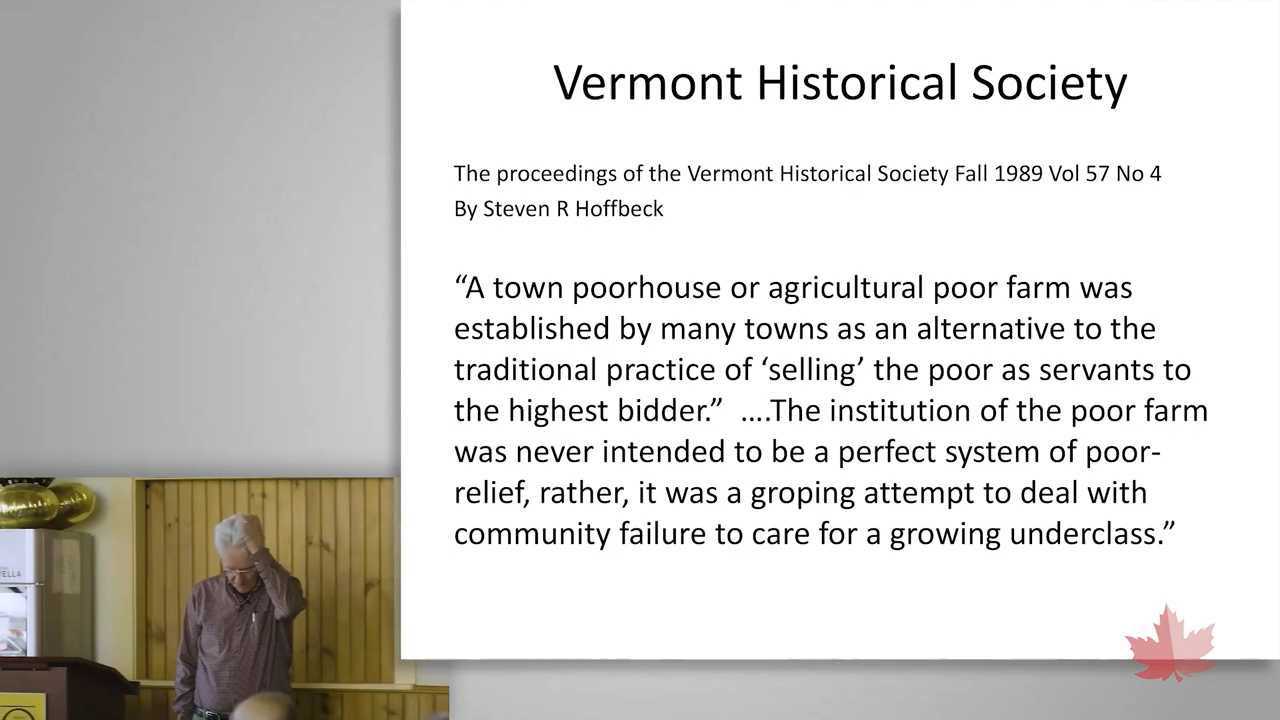 Vermont Historical Society
The proceedings of the Vermont Historical Society Fall 1989 Vol 57 No 4
By Steven R Hoffbeck
“A town poorhouse or agricultural poor farm was
established by many towns as an alternative to the
traditional practice of ‘selling’ the poor as servants to
the highest bidder.”  ….The institution of the poor farm
was never intended to be a perfect system of poor-
relief, rather, it was a groping attempt to deal with
community failure to care for a growing underclass.”